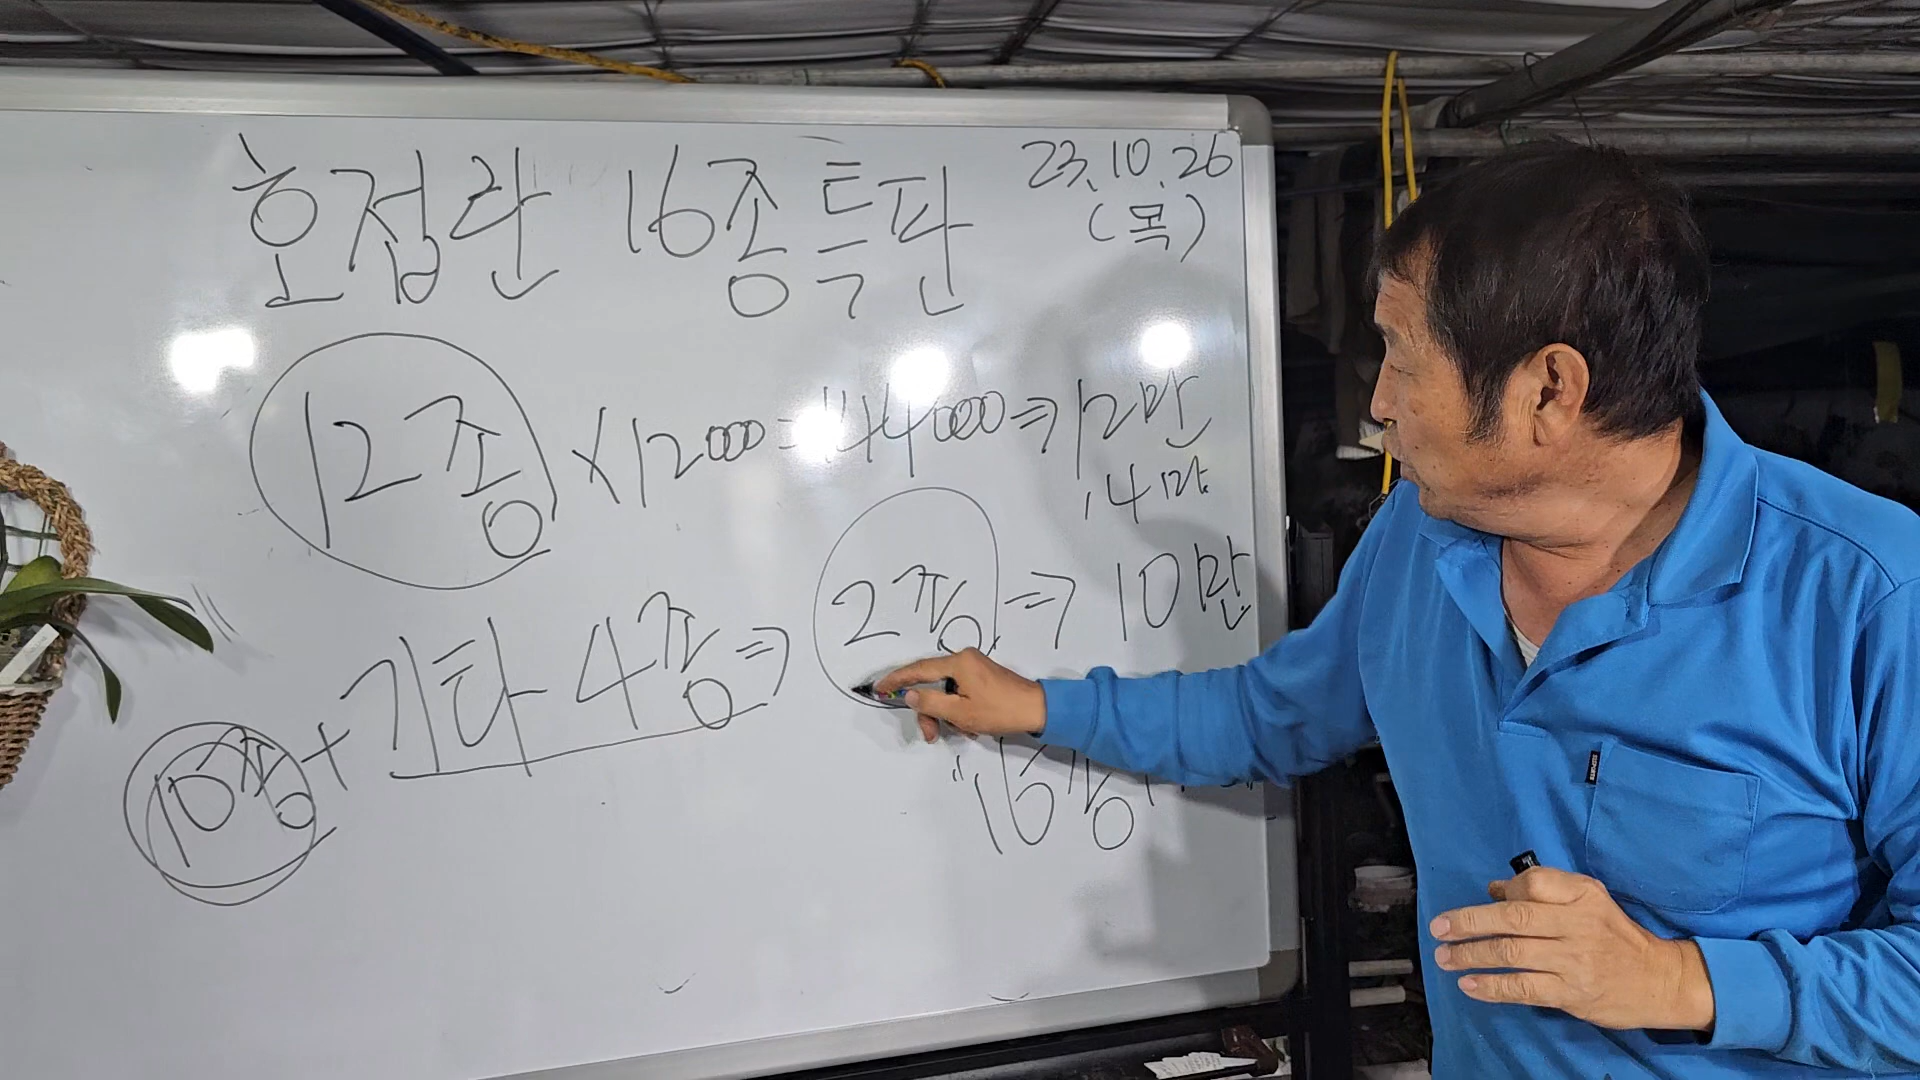 호접란 16종특판 23.10.26
(목)
12종 ×12000=144000⇒12만
14만
2종⇒10만
10종+기타 4종⇒
"16종